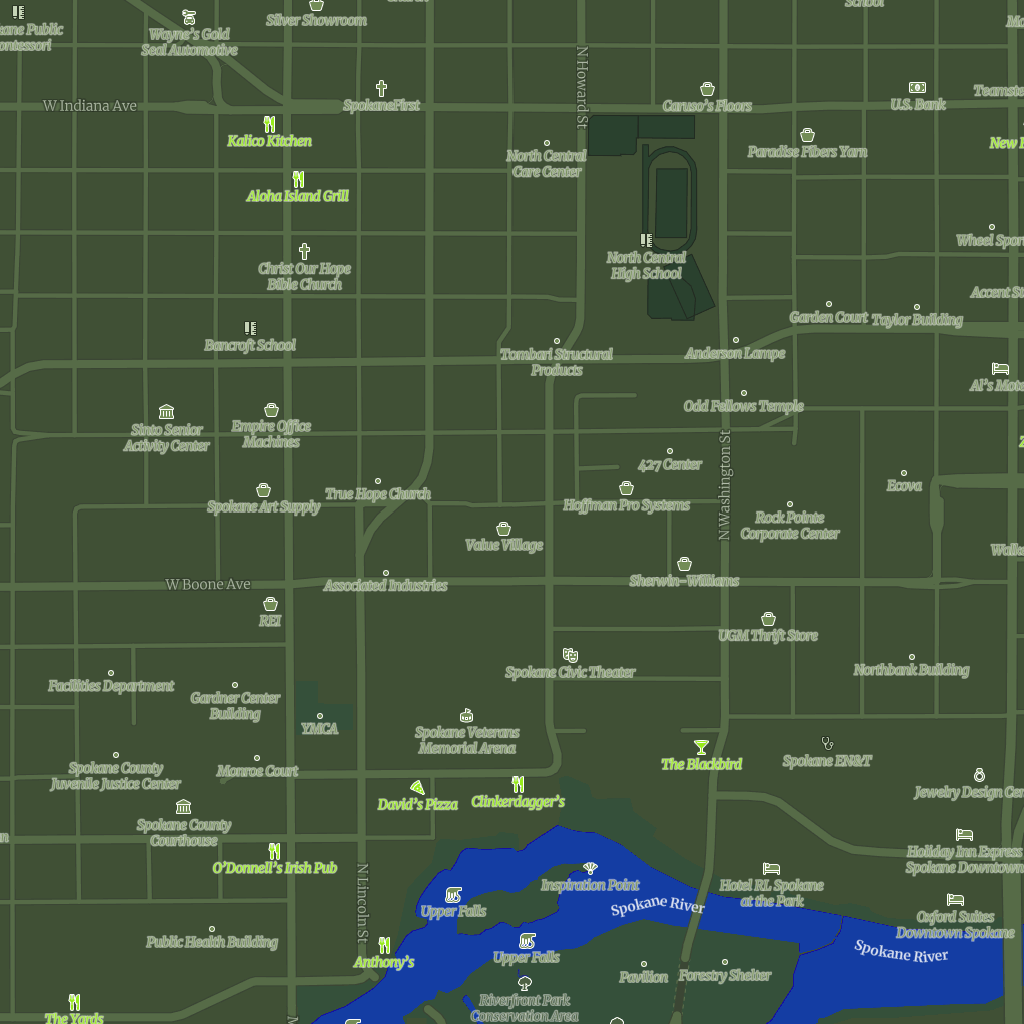 School
Silver Showroom
Wayne's Gold
Seal Automotive
W Indiana Ave
SpokaneFirst
N Howard St
Caruso's Floors
U.S. Bank
Kalico Kitchen
North Central
Care Center
Paradise Fibers Yarn
Aloha Island Grill
Christ Our Hope
Bible Church
North Central
High School
Garden Court
Taylor Building
Bancroft School
Tombari Structural
Products
Anderson Lampe
Odd Fellows Temple
Sinto Senior
Activity Center
Empire Office
Machines
427 Center
N Washington St
Ecova
True Hope Church
Spokane Art Supply
Hoffman Pro Systems
Rock Pointe
Corporate Center
Value Village
W Boone Ave
Associated Industries
Sherwin-Williams
REI
UGM Thrift Store
Spokane Civic Theater
Northbank Building
Facilities Department
Gardner Center
Building
YMCA
Spokane Veterans
Memorial Arena
The Blackbird
Spokane EN&T
Spokane County
Juvenile Justice Center
Monroe Court
David's Pizza
Clinkerdagger's
Jewelry Design Cen
Spokane County
Courthouse
O'Donnell's Irish Pub
Holiday Inn Express
Spokane Downtown
Inspiration Point
Hotel RL Spokane
at the Park
N Lincoln St
Upper Falls
Spokane River
Oxford Suites
Downtown Spokane
Public Health Building
Upper Falls
Spokane River
Anthony's
Pavilion
Forestry Shelter
Riverfront Park
Conservation Area
The Yards